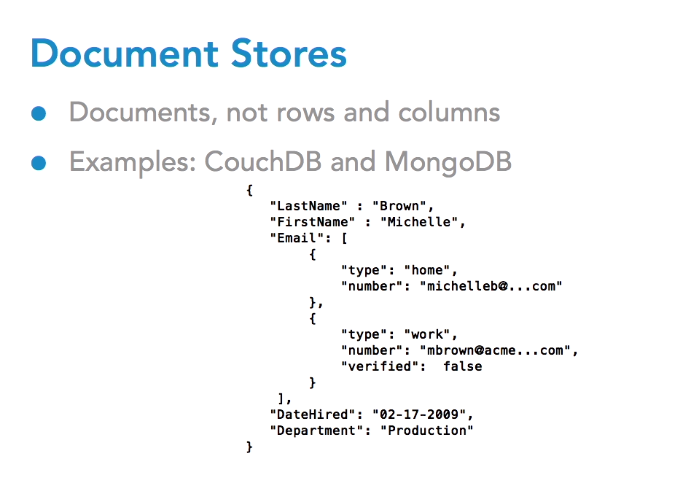 Document Stores
Documents, not rows and columns
Examples: CouchDB and MongoDB
{
"LastName" : "Brown",
"FirstName" : "Michelle",
"Email": [
{
"type": "home",
"number": "michelleb@...com"
},
{
"type": "work",
"number": "mbrown@acme...com",
"verified":  false
}
],
"DateHired": "02-17-2009",
"Department": "Production"
}